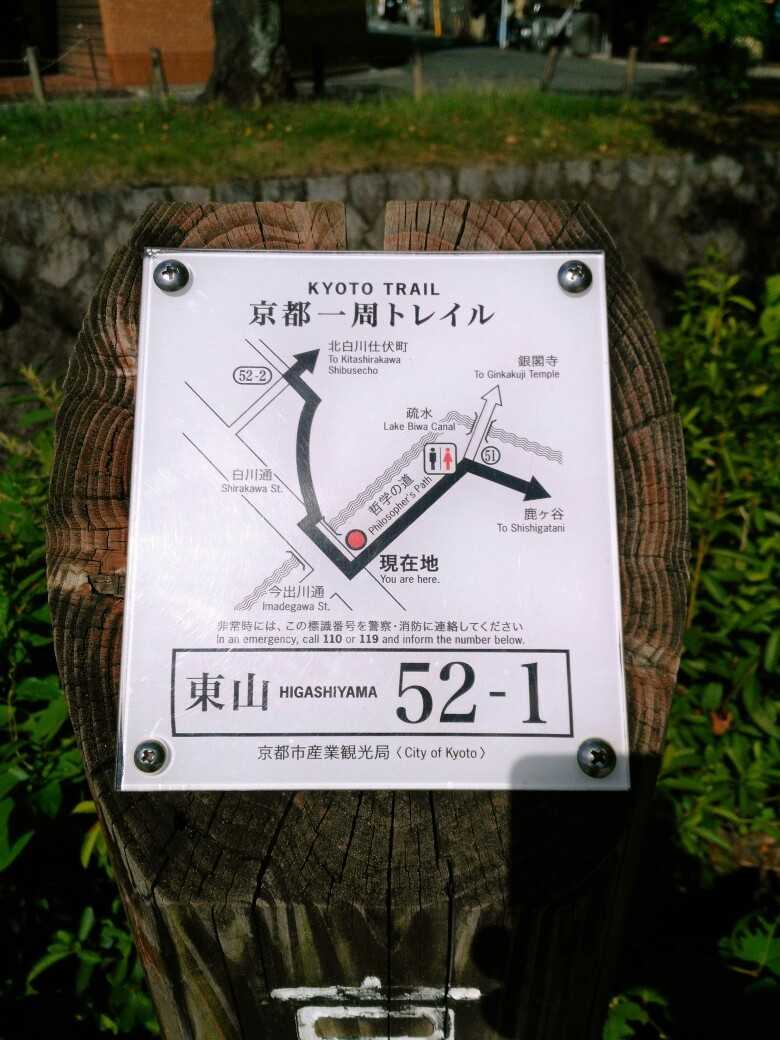 KYOTO TRAIL
京都一周トレイル
北白川仕伏町
To Kitashirakawa
Shibusecho
52-2
銀閣寺
To Ginkakuji Temple
疏水
Lake Biwa Canal
51
白川通
Shirakawa St.
哲学の道
Philosopher's Path
鹿ヶ谷
To Shishigatani
現在地
You are here.
今出川通
Imadegawa St.
非常時には、この標識番号を警察・消防に連絡してください
In an emergency, call 110 or 119 and inform the number below.
東山 HIGASHIYAMA 52-1
京都市産業観光局〈City of Kyoto〉